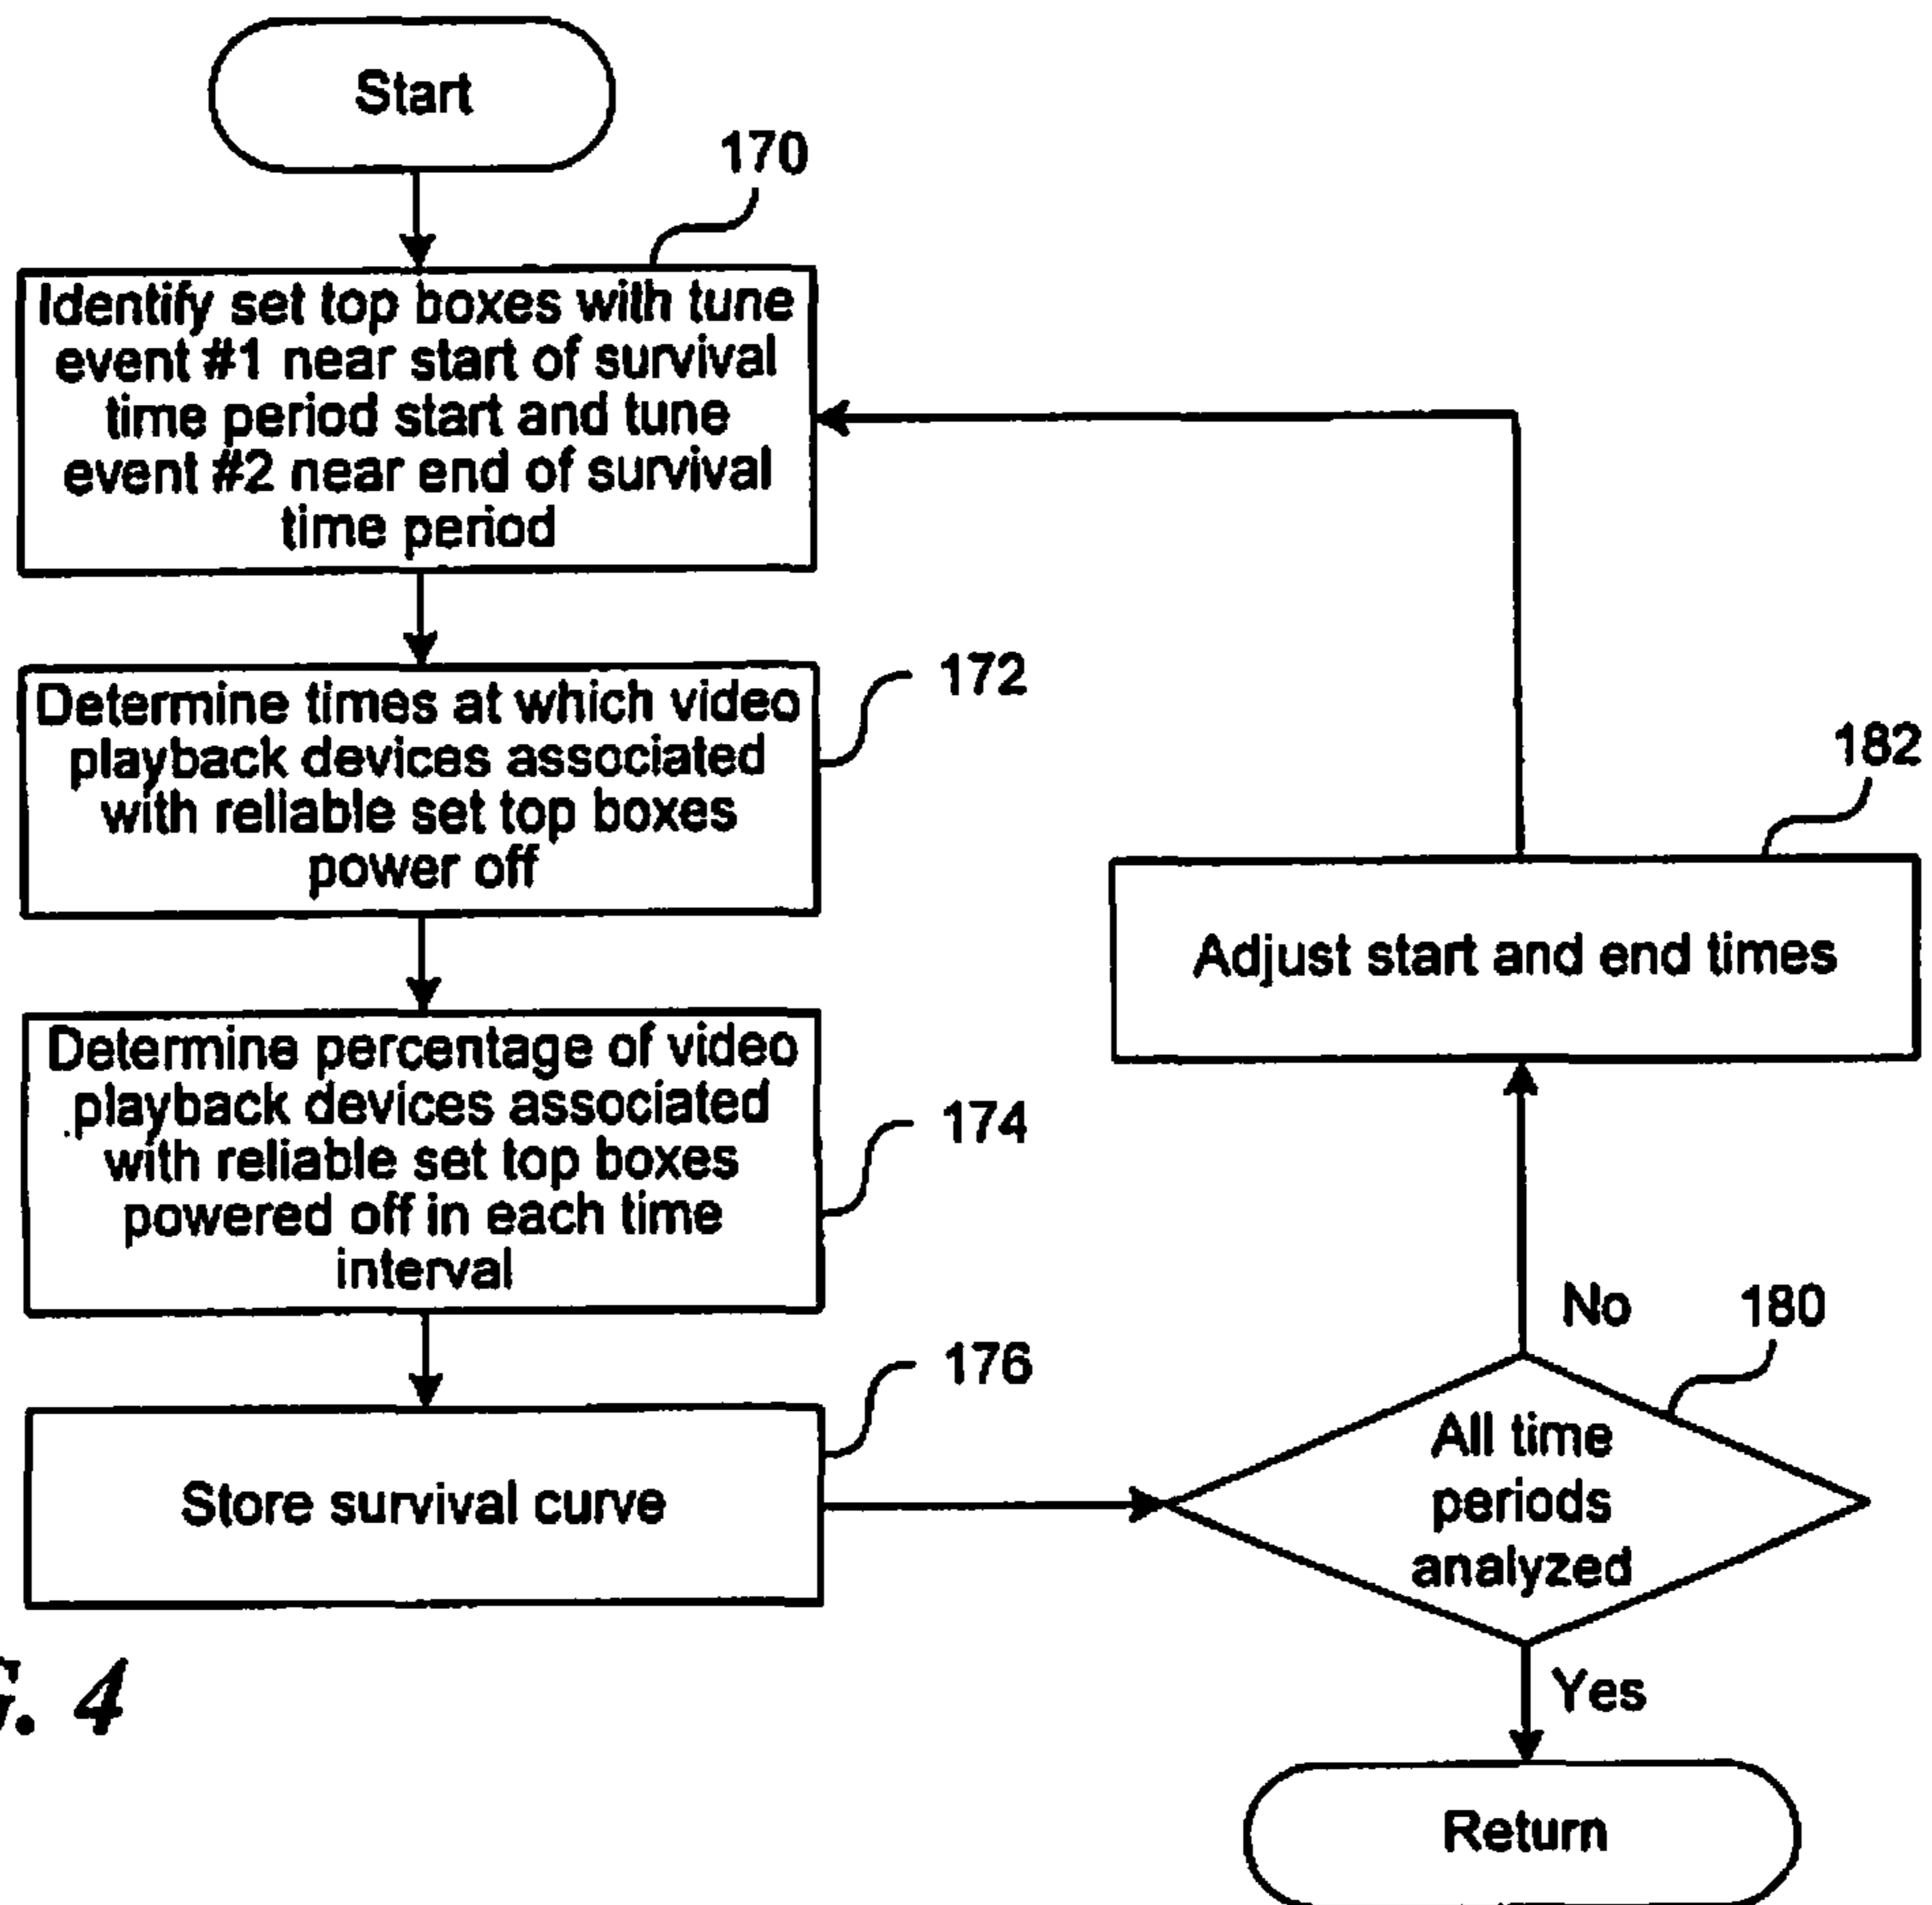 Start
170
Identify set top boxes with tune
event #1 near start of survival
time period start and tune
event #2 near end of survival
time period
172
Determine times at which video
playback devices associated
with reliable set top boxes
power off
182
Adjust start and end times
Determine percentage of video
playback devices associated
with reliable set top boxes
powered off in each time
interval
174
176
Store survival curve
No
180
All time
periods
analyzed
Yes
Return
4